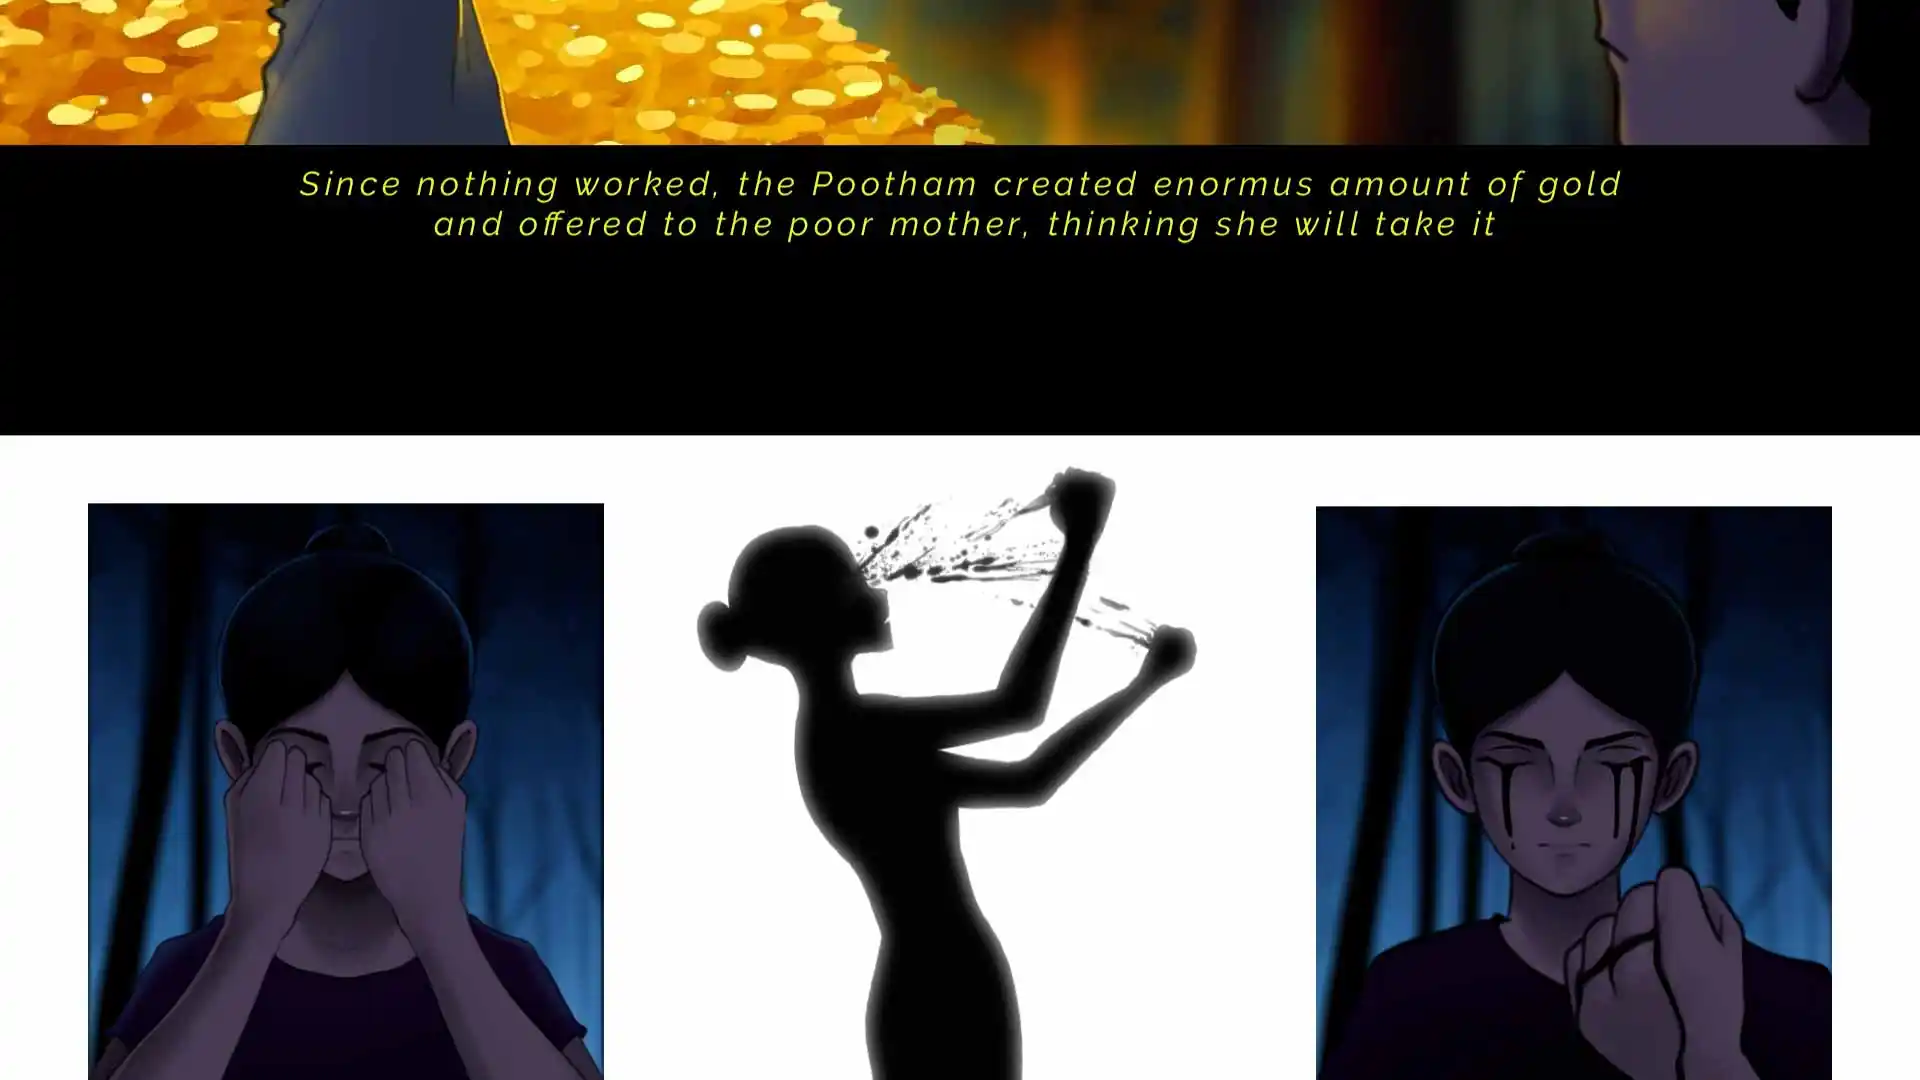 Since nothing worked, the Pootham created enormus amount of gold
and offered to the poor mother, thinking she will take it